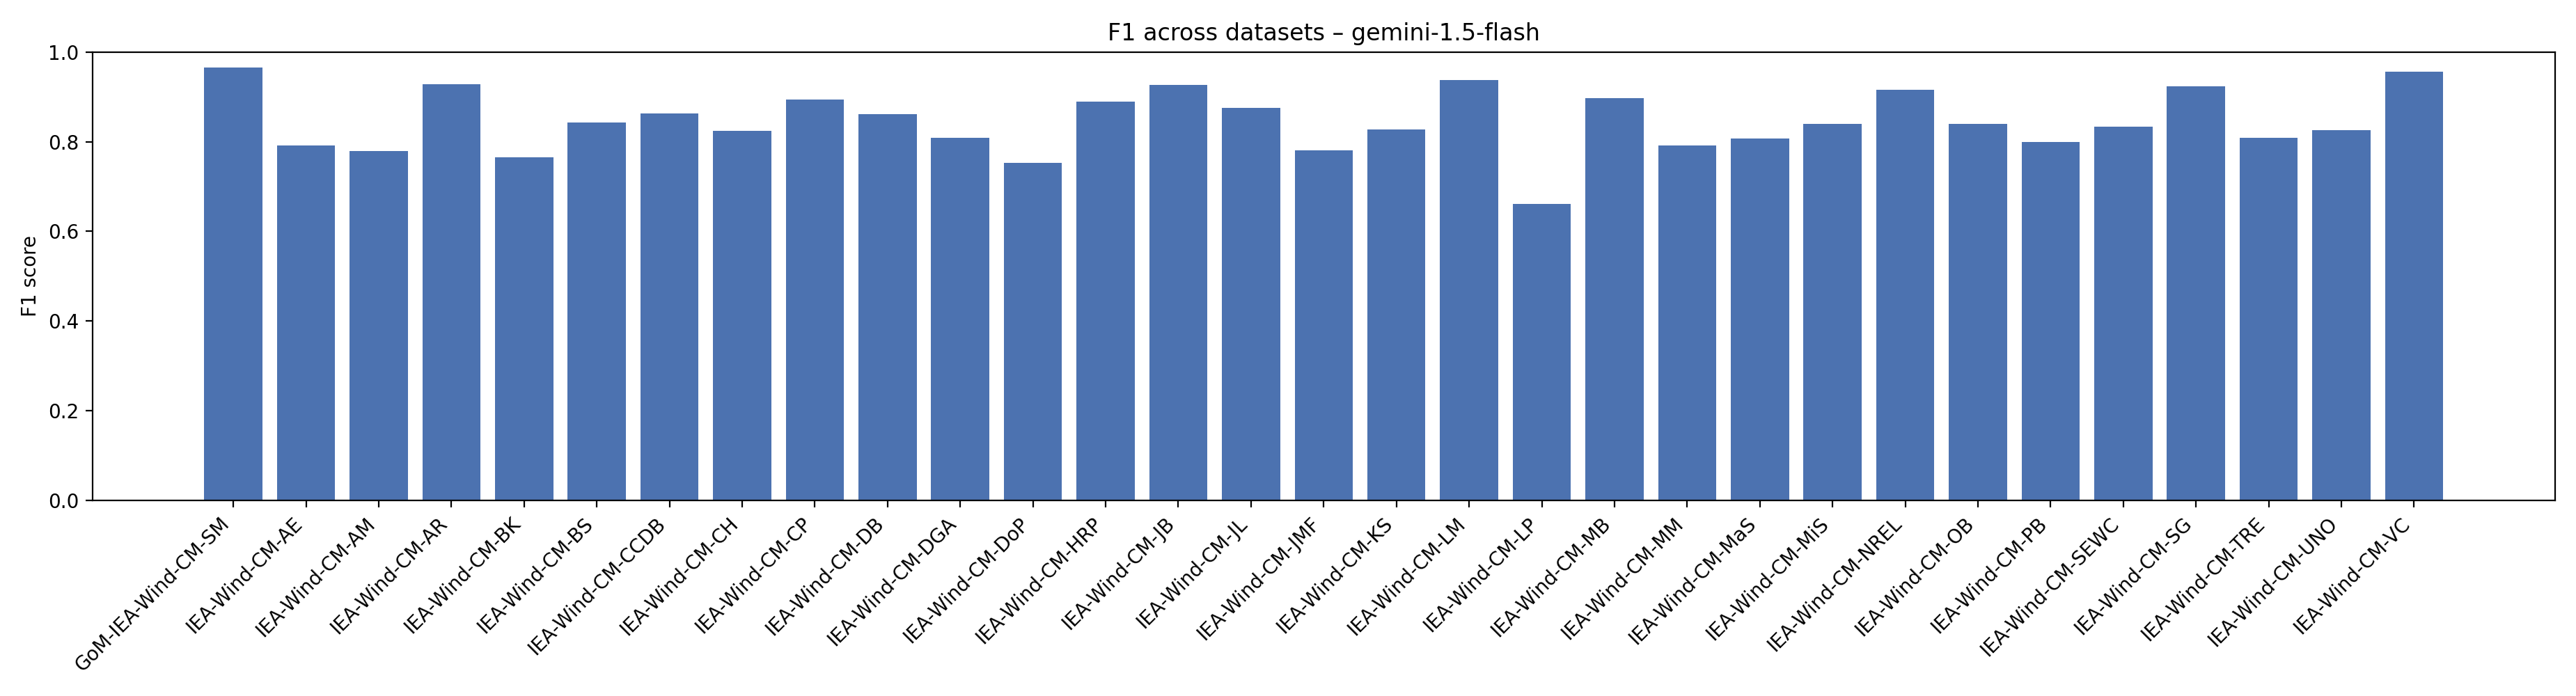 F1 across datasets – gemini-1.5-flash
F1 score
1.0
0.8
0.6
0.4
0.2
0.0
GoM-IEA-Wind-CM-SM
IEA-Wind-CM-AE
IEA-Wind-CM-AM
IEA-Wind-CM-AR
IEA-Wind-CM-BK
IEA-Wind-CM-BS
IEA-Wind-CM-CCDB
IEA-Wind-CM-CH
IEA-Wind-CM-CP
IEA-Wind-CM-DB
IEA-Wind-CM-DGA
IEA-Wind-CM-DoP
IEA-Wind-CM-HRP
IEA-Wind-CM-JB
IEA-Wind-CM-JL
IEA-Wind-CM-JMF
IEA-Wind-CM-KS
IEA-Wind-CM-LM
IEA-Wind-CM-LP
IEA-Wind-CM-MB
IEA-Wind-CM-MM
IEA-Wind-CM-MaS
IEA-Wind-CM-MiS
IEA-Wind-CM-NREL
IEA-Wind-CM-OB
IEA-Wind-CM-PB
IEA-Wind-CM-SEWC
IEA-Wind-CM-SG
IEA-Wind-CM-TRE
IEA-Wind-CM-UNO
IEA-Wind-CM-VC